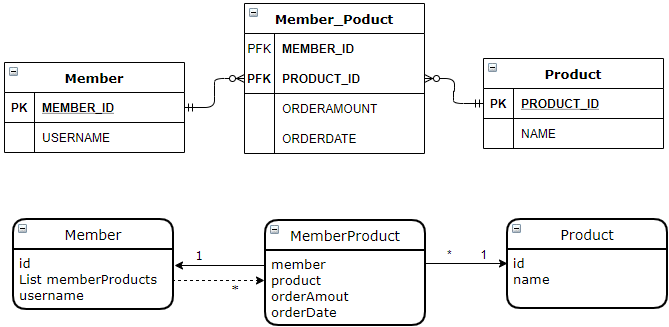 Member_Poduct
PFK MEMBER_ID
PFK PRODUCT_ID
ORDERAMOUNT
ORDERDATE
Member
PK MEMBER_ID
USERNAME
Product
PK PRODUCT_ID
NAME
Member
id
List memberProducts
username
1
*
MemberProduct
member
product
orderAmout
orderDate
* 1
Product
id
name